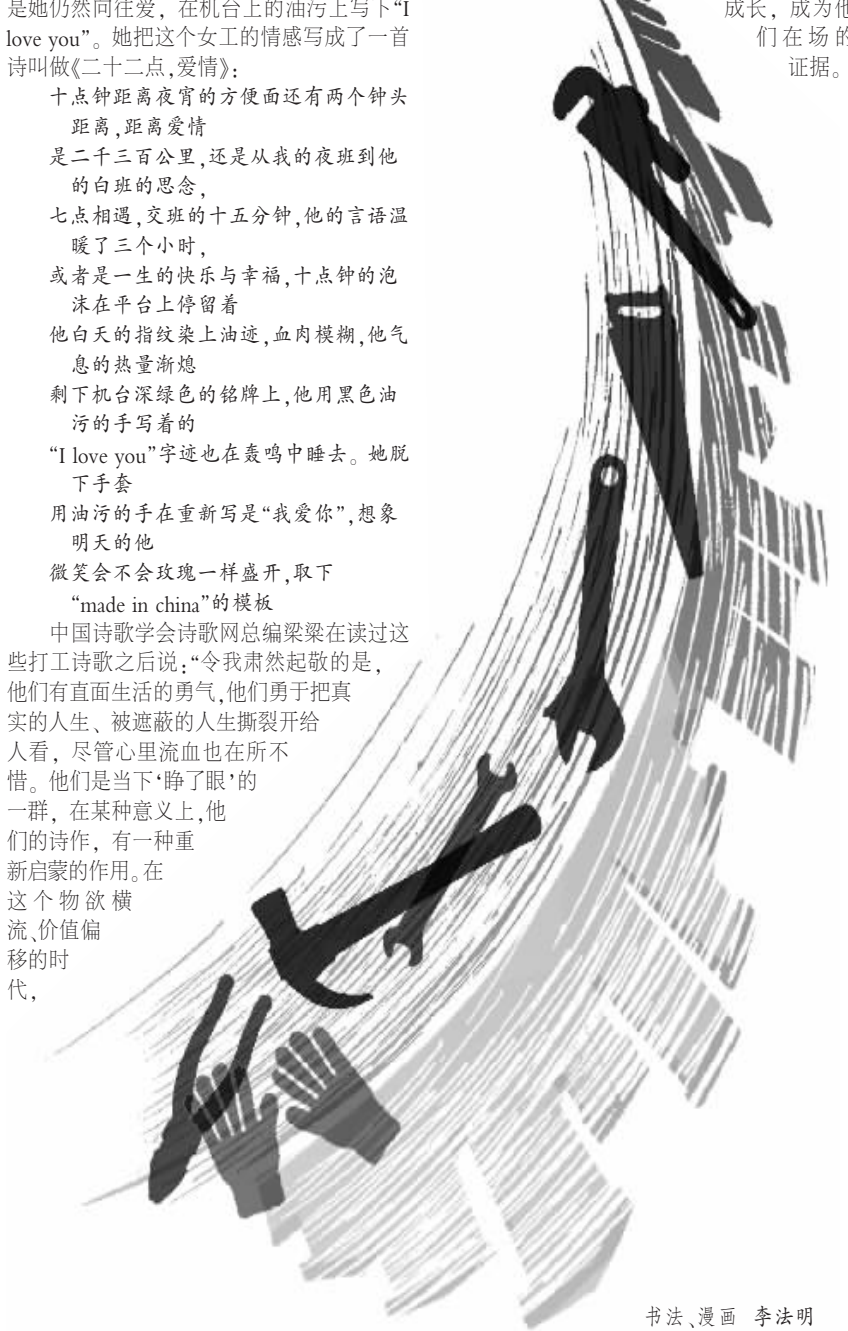 是她仍然向往爱，在机台上的油污上写下“I
love you”。她把这个女工的情感写成了一首
诗叫做《二十二点,爱情》：
十点钟距离夜宵的方便面还有两个钟头
距离,距离爱情
是二千三百公里,还是从我的夜班到他
的白班的思念,
七点相遇,交班的十五分钟,他的言语温
暖了三个小时,
或者是一生的快乐与幸福,十点钟的泡
沫在平台上停留着
他白天的指纹染上油迹,血肉模糊,他气
息的热量渐熄
剩下机台深绿色的铭牌上,他用黑色油
污的手写着的
“I love you”字迹也在轰鸣中睡去。她脱
下手套
用油污的手在重新写是“我爱你”,想象
明天的他
微笑会不会玫瑰一样盛开,取下
“made in china”的模板
中国诗歌学会诗歌网总编梁粱在读过这
些打工诗歌之后说：“令我肃然起敬的是，
他们有直面生活的勇气,他们勇于把真
实的人生、被遮蔽的人生撕裂开给
人看，尽管心里流血也在所不
惜。他们是当下‘睁了眼’的
一群，在某种意义上,他
们的诗作，有一种重
新启蒙的作用。在
这个物欲横
流、价值偏
移的时
代，
成长，成为他
们在场的
证据。
书法、漫画 李法明